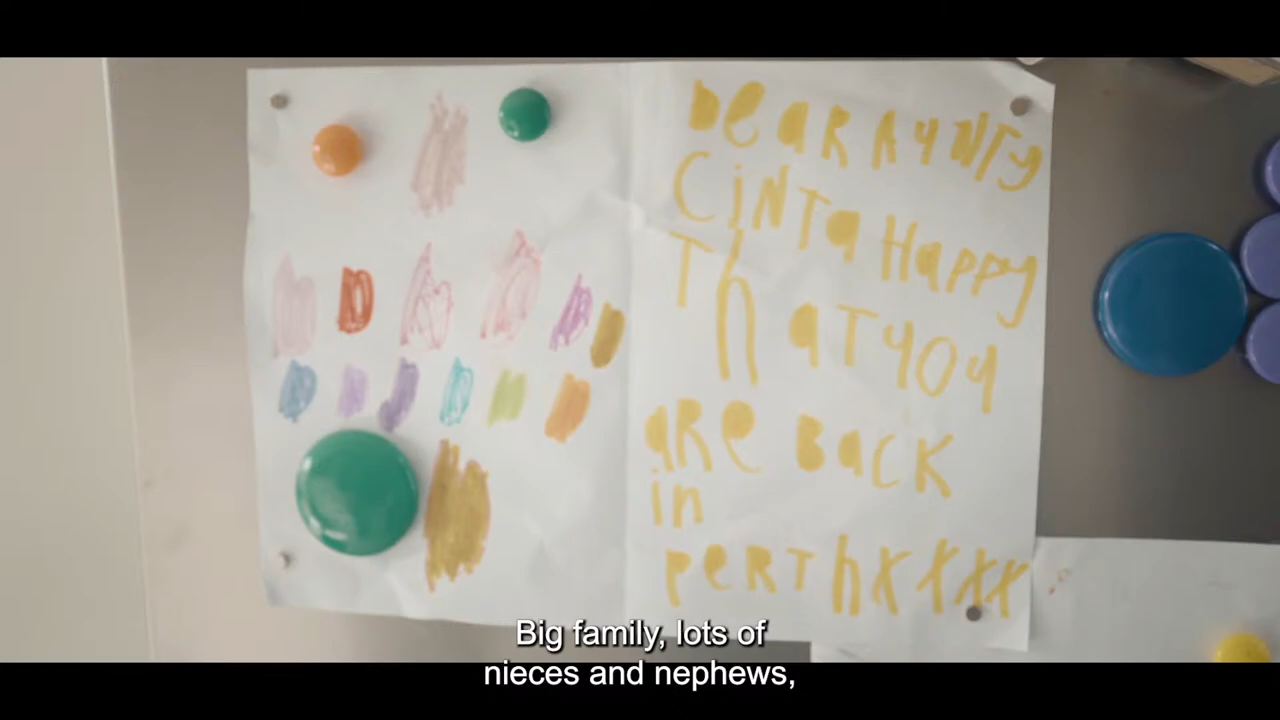 DEAR AUNTY
CiNTa Happy
ThaT YOU
aRe BacK
in
peRThXXXX
Big family, lots of
nieces and nephews,